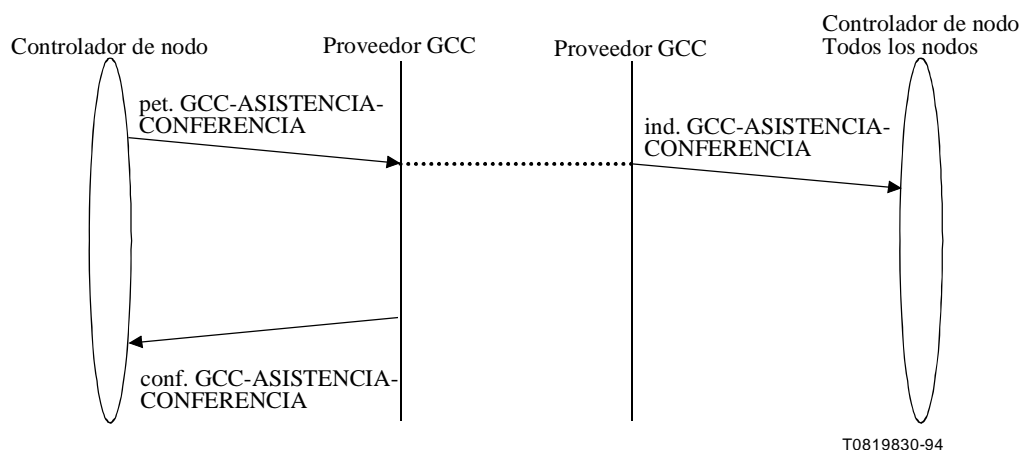 Controlador de nodo
Proveedor GCC
Proveedor GCC
Controlador de nodo
Todos los nodos
pet. GCC-ASISTENCIA-
CONFERENCIA
ind. GCC-ASISTENCIA-
CONFERENCIA
conf. GCC-ASISTENCIA-
CONFERENCIA
T0819830-94